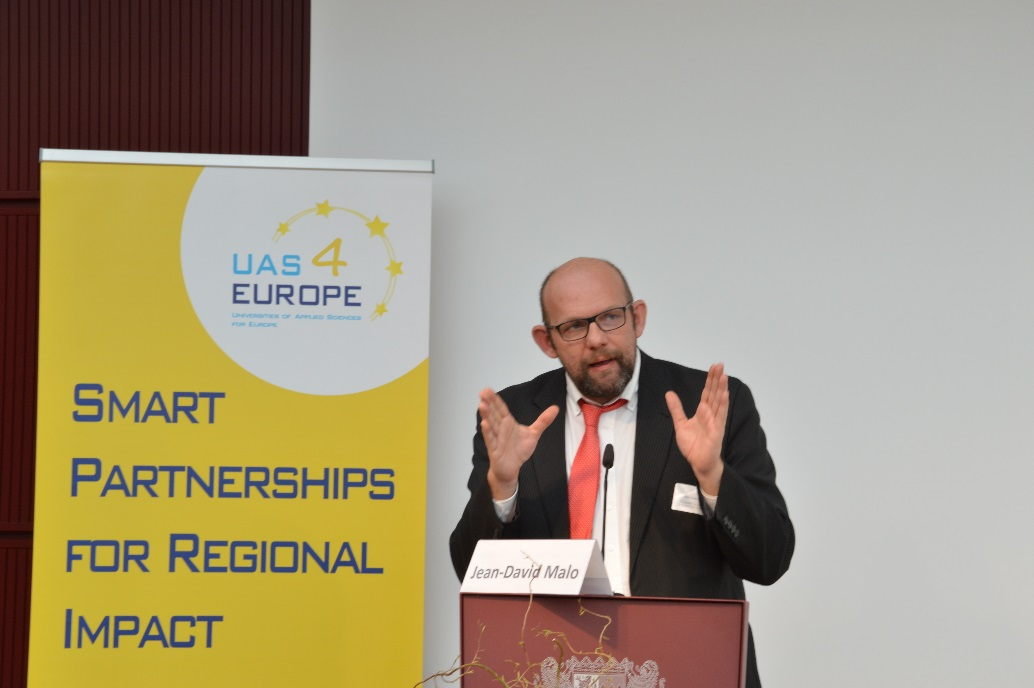 UAS 4
EUROPE
UNIVERSITIES OF APPLIED SCIENCES
FOR EUROPE
SMART
PARTNERSHIPS
FOR REGIONAL
IMPACT
Jean-David Malo